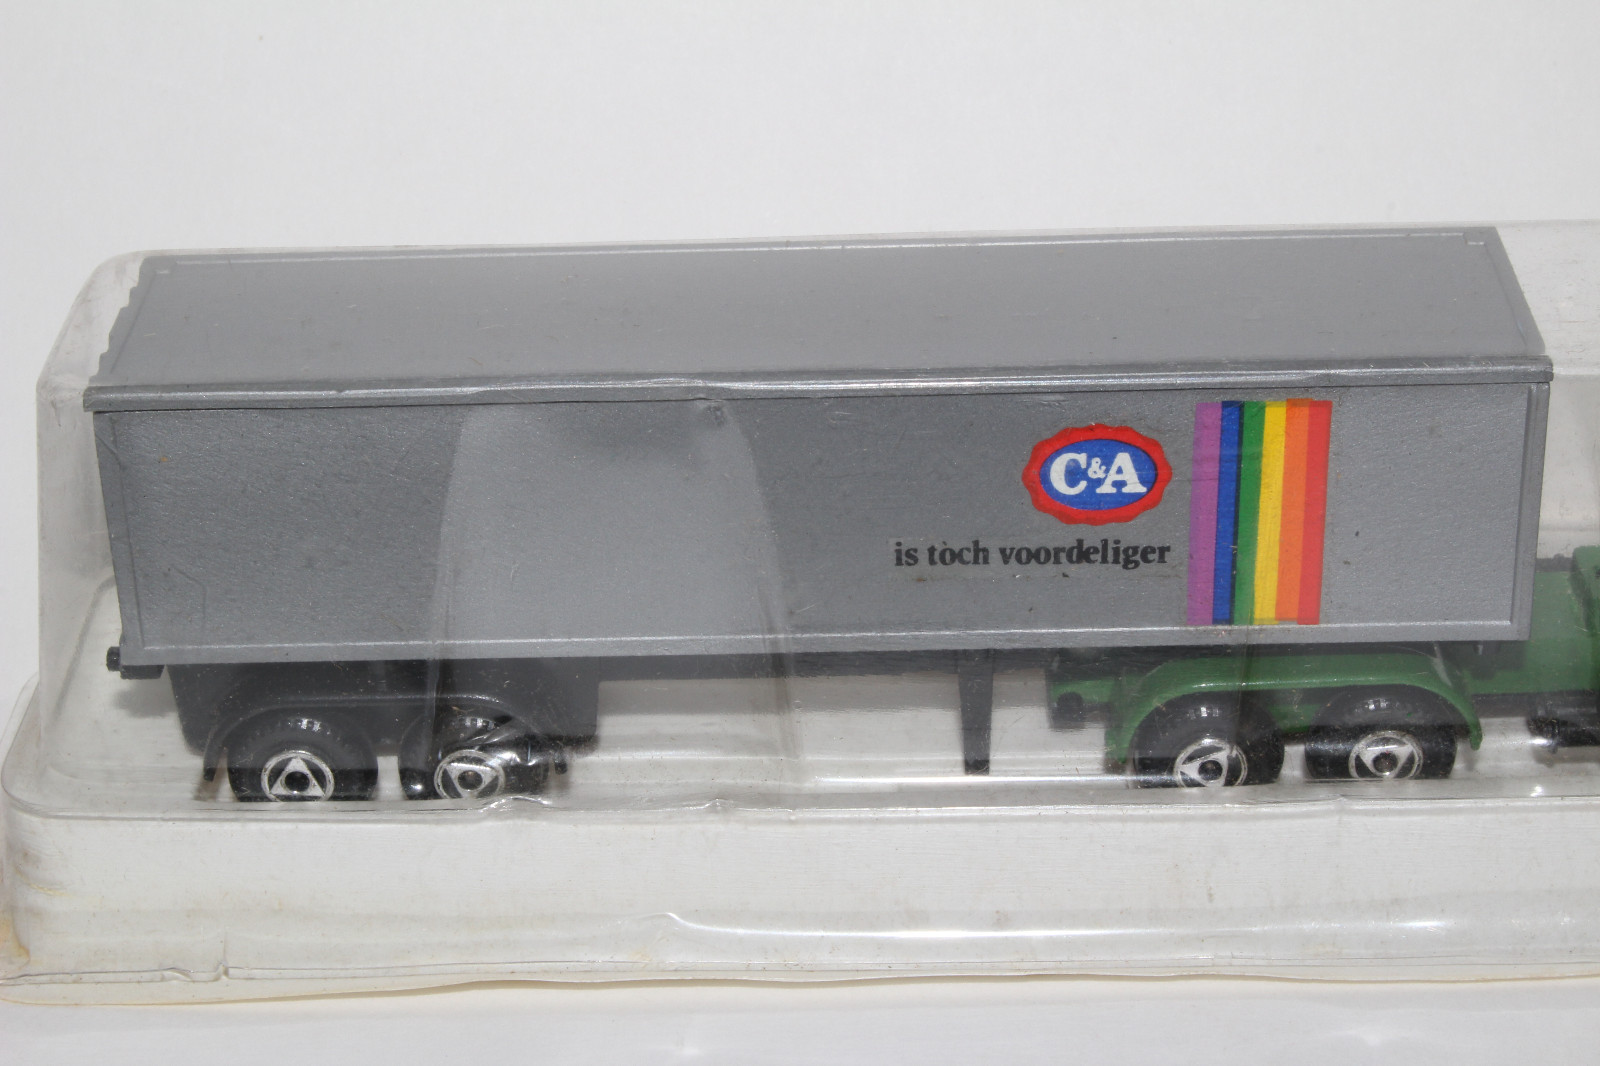 C&A
is tòch voordeliger